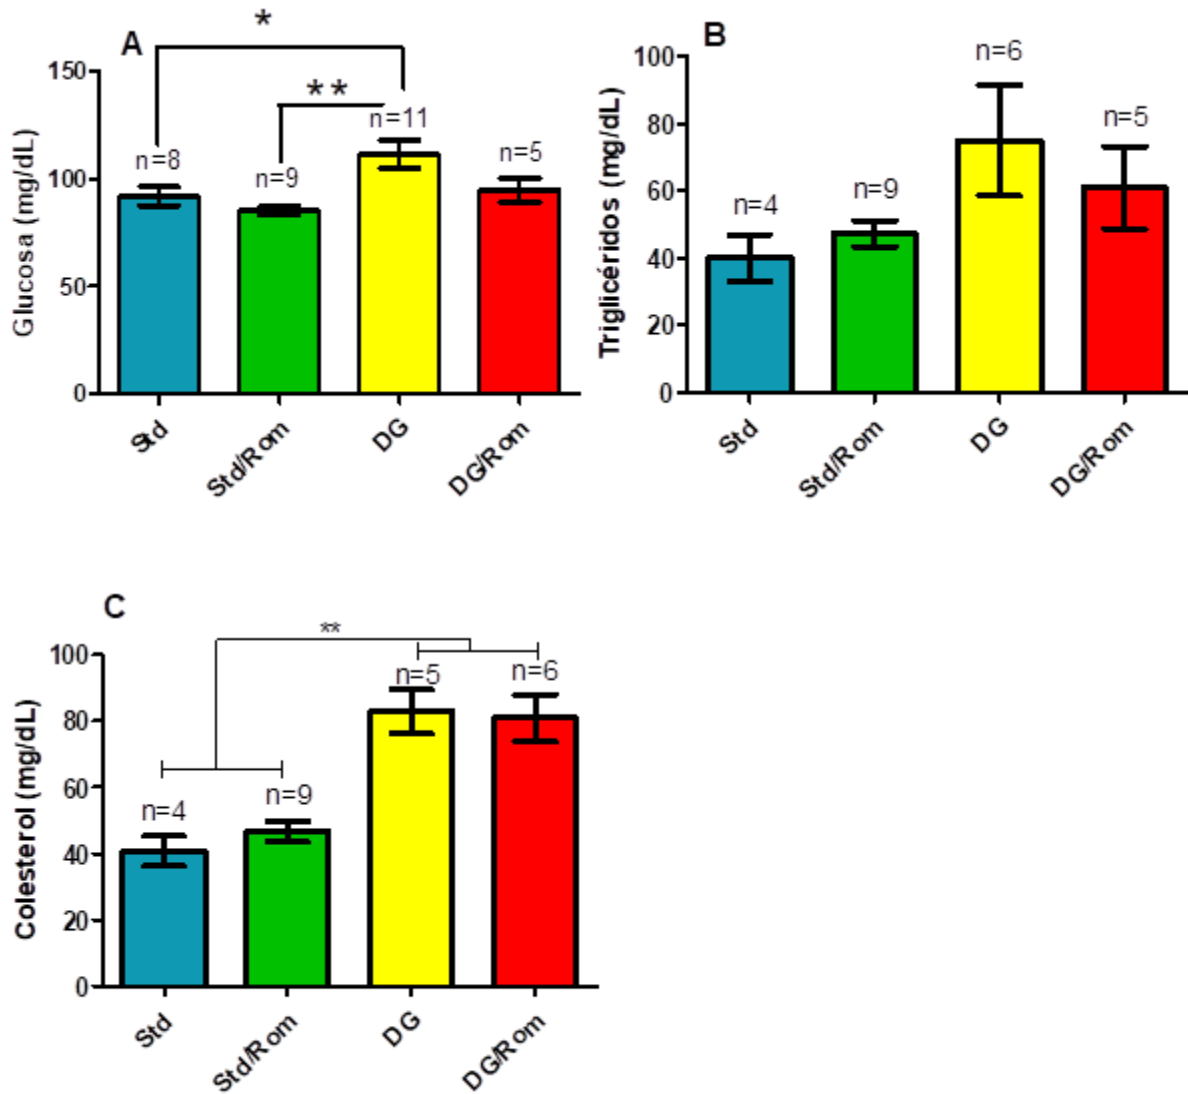 A
*
**
n=11
n=8
n=9
n=5
150
100
50
0
Glucosa (mg/dL)
Std
Std/Rom
DG
DG/Rom
B
n=6
n=5
n=9
n=4
100
80
60
40
20
0
Triglicéridos (mg/dL)
Std
Std/Rom
DG
DG/Rom
C
**
n=5
n=6
n=9
n=4
100
80
60
40
20
0
Colesterol (mg/dL)
Std
Std/Rom
DG
DG/Rom